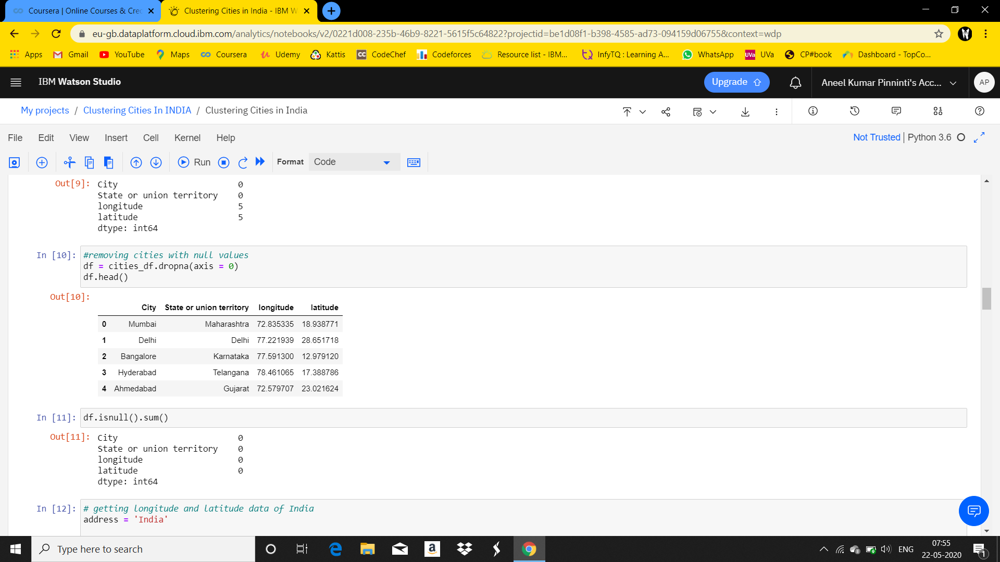 Coursera | Online Courses & Cre
Clustering Cities in India - IBM W
eu-gb.dataplatform.cloud.ibm.com/analytics/notebooks/v2/0221d008-235b-46b9-8221-5615f5c64822?projectid=be1d08f1-b398-4585-ad73-094159d06755&context=wdp
Apps Gmail YouTube Maps Coursera Udemy Kattis CodeChef Codeforces Resource list - IBM... InfyTQ : Learning A... WhatsApp UVa UVa CP#book Dashboard - TopCo...
IBM Watson Studio
Upgrade
Aneel Kumar Pinninti's Acc...
AP
My projects / Clustering Cities In INDIA / Clustering Cities in India
File Edit View Insert Cell Kernel Help
Not Trusted | Python 3.6
Run
Format Code
Out[9]: City 0
State or union territory 0
longitude 5
latitude 5
dtype: int64
In [10]: #removing cities with null values
df = cities_df.dropna(axis = 0)
df.head()
Out[10]:
City State or union territory longitude latitude
0 Mumbai Maharashtra 72.835335 18.938771
1 Delhi Delhi 77.221939 28.651718
2 Bangalore Karnataka 77.591300 12.979120
3 Hyderabad Telangana 78.461065 17.388786
4 Ahmedabad Gujarat 72.579707 23.021624
In [11]: df.isnull().sum()
Out[11]: City 0
State or union territory 0
longitude 0
latitude 0
dtype: int64
In [12]: # getting longitude and latitude data of India
address = 'India'
Type here to search
ENG
07:55
22-05-2020
1